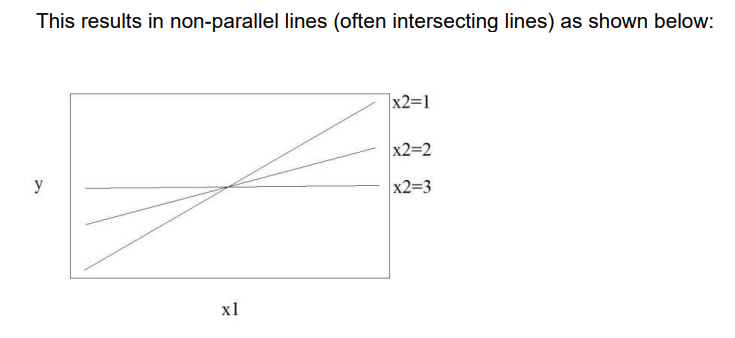 This results in non-parallel lines (often intersecting lines) as shown below:
x2=1
x2=2
y
x2=3
x1